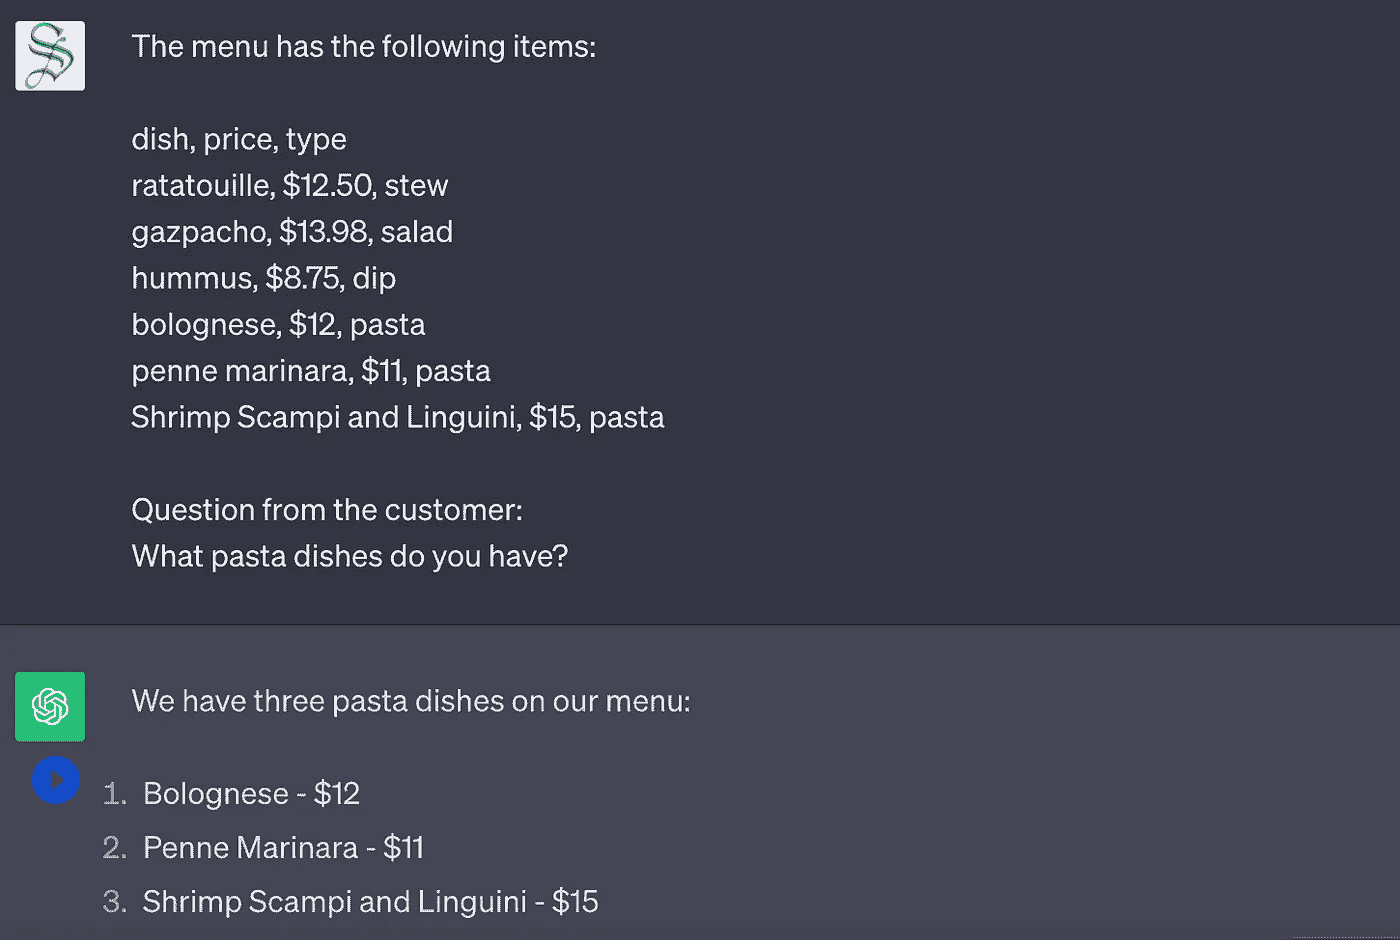 The menu has the following items:
dish, price, type
ratatouille, $12.50, stew
gazpacho, $13.98, salad
hummus, $8.75, dip
bolognese, $12, pasta
penne marinara, $11, pasta
Shrimp Scampi and Linguini, $15, pasta
Question from the customer:
What pasta dishes do you have?
We have three pasta dishes on our menu:
1. Bolognese - $12
2. Penne Marinara - $11
3. Shrimp Scampi and Linguini - $15